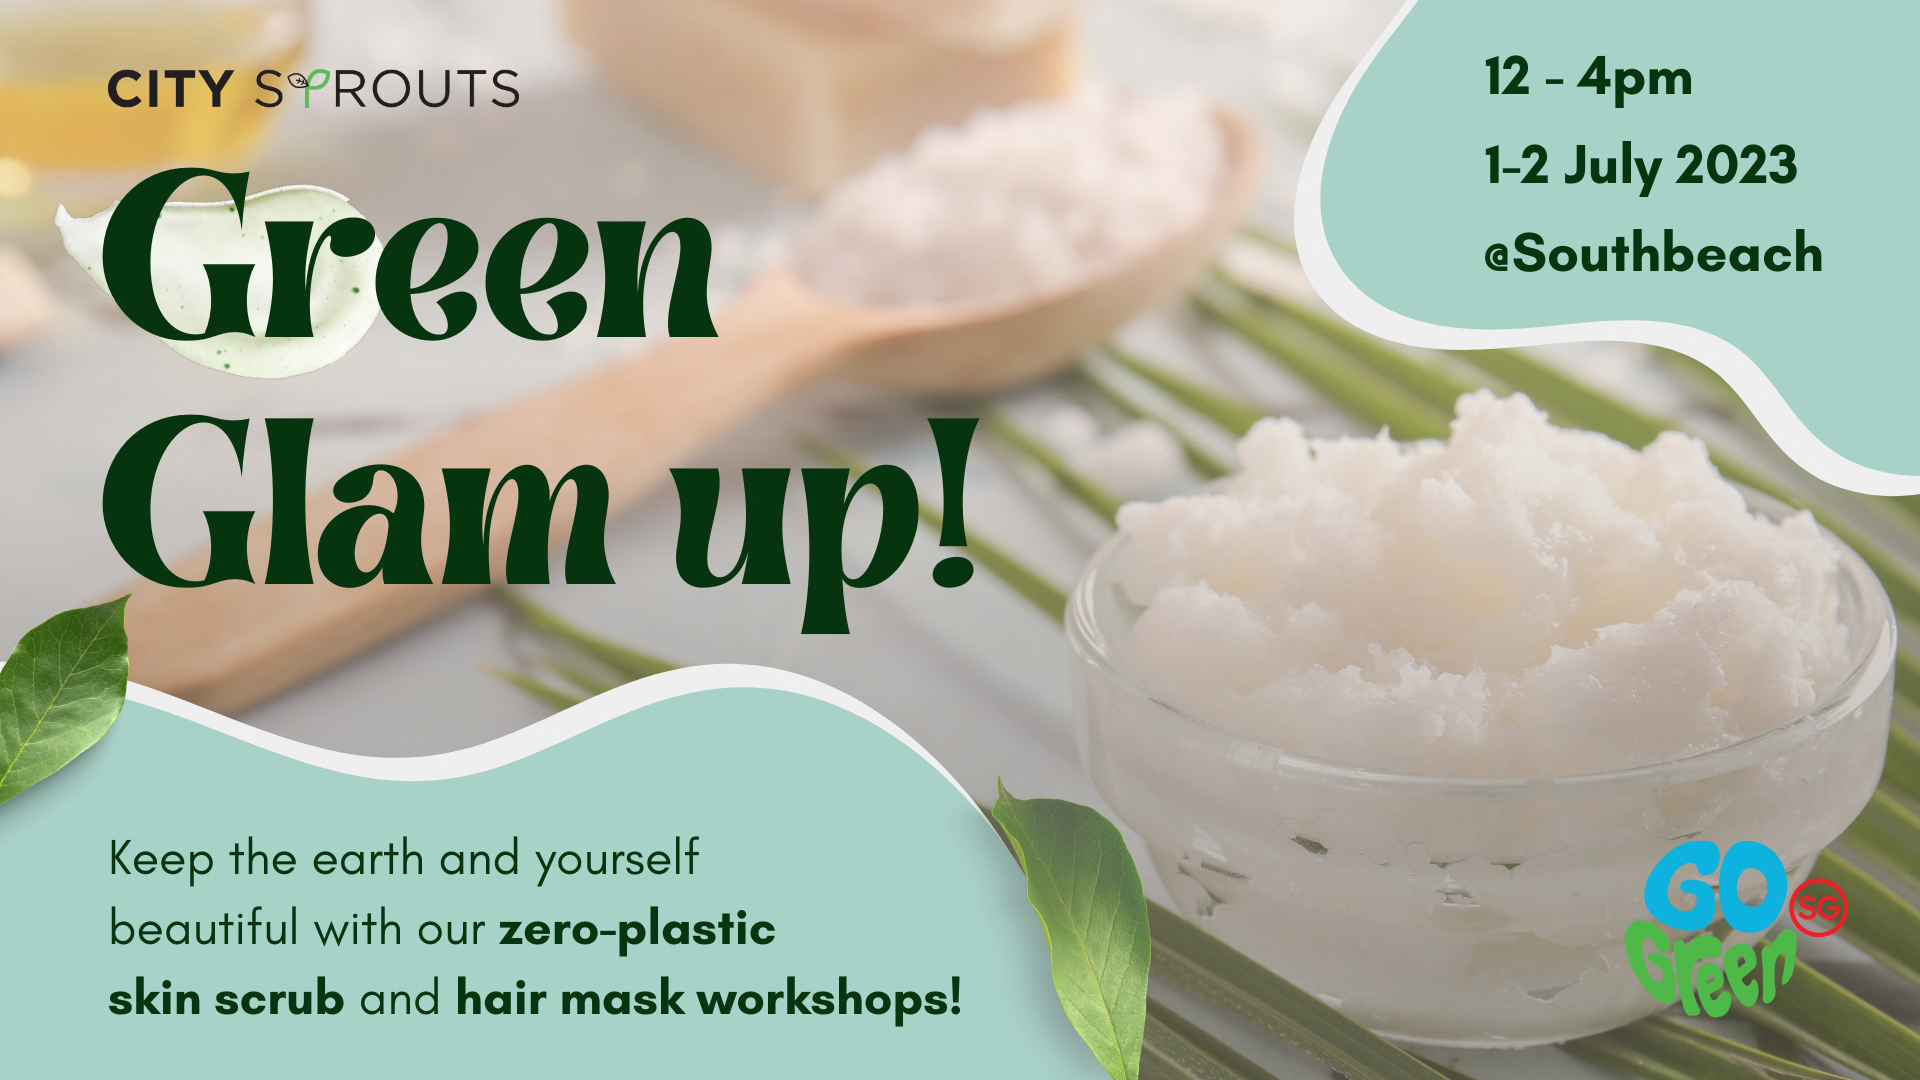 CITY SPROUTS
Green
Glam up!
12 - 4pm
1-2 July 2023
@Southbeach
Keep the earth and yourself
beautiful with our zero-plastic
skin scrub and hair mask workshops!
GO
SG
Green